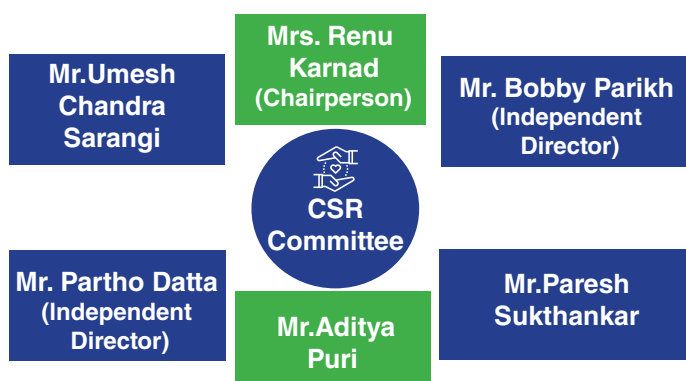 Mrs. Renu
Karnad
(Chairperson)
Mr.Umesh
Chandra
Sarangi
Mr. Bobby Parikh
(Independent
Director)
CSR
Committee
Mr. Partho Datta
(Independent
Director)
Mr.Aditya
Puri
Mr.Paresh
Sukthankar